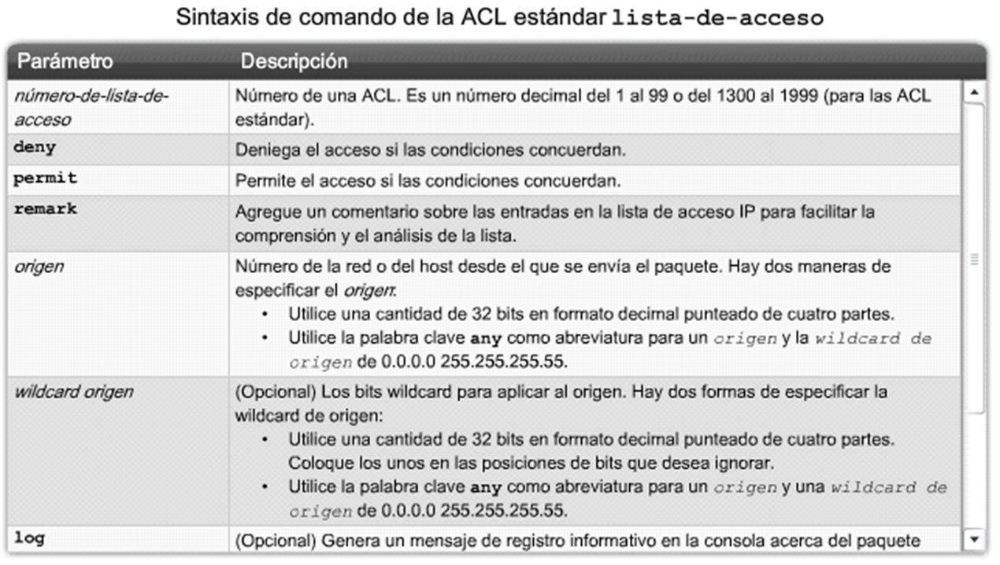 Sintaxis de comando de la ACL estándar lista-de-acceso
Parámetro Descripción
número-de-lista-de-
acceso
Número de una ACL. Es un número decimal del 1 al 99 o del 1300 al 1999 (para las ACL
estándar).
deny
Deniega el acceso si las condiciones concuerdan.
permit
Permite el acceso si las condiciones concuerdan.
remark
Agregue un comentario sobre las entradas en la lista de acceso IP para facilitar la
comprensión y el análisis de la lista.
origen
Número de la red o del host desde el que se envía el paquete. Hay dos maneras de
especificar el origen:
• Utilice una cantidad de 32 bits en formato decimal punteado de cuatro partes.
• Utilice la palabra clave any como abreviatura para un origen y la wildcard de
origen de 0.0.0.0 255.255.255.55.
wildcard origen
(Opcional) Los bits wildcard para aplicar al origen. Hay dos formas de especificar la
wildcard de origen:
• Utilice una cantidad de 32 bits en formato decimal punteado de cuatro partes.
Coloque los unos en las posiciones de bits que desea ignorar.
• Utilice la palabra clave any como abreviatura para un origen y una wildcard de
origen de 0.0.0.0 255.255.255.55.
log
(Opcional) Genera un mensaje de registro informativo en la consola acerca del paquete